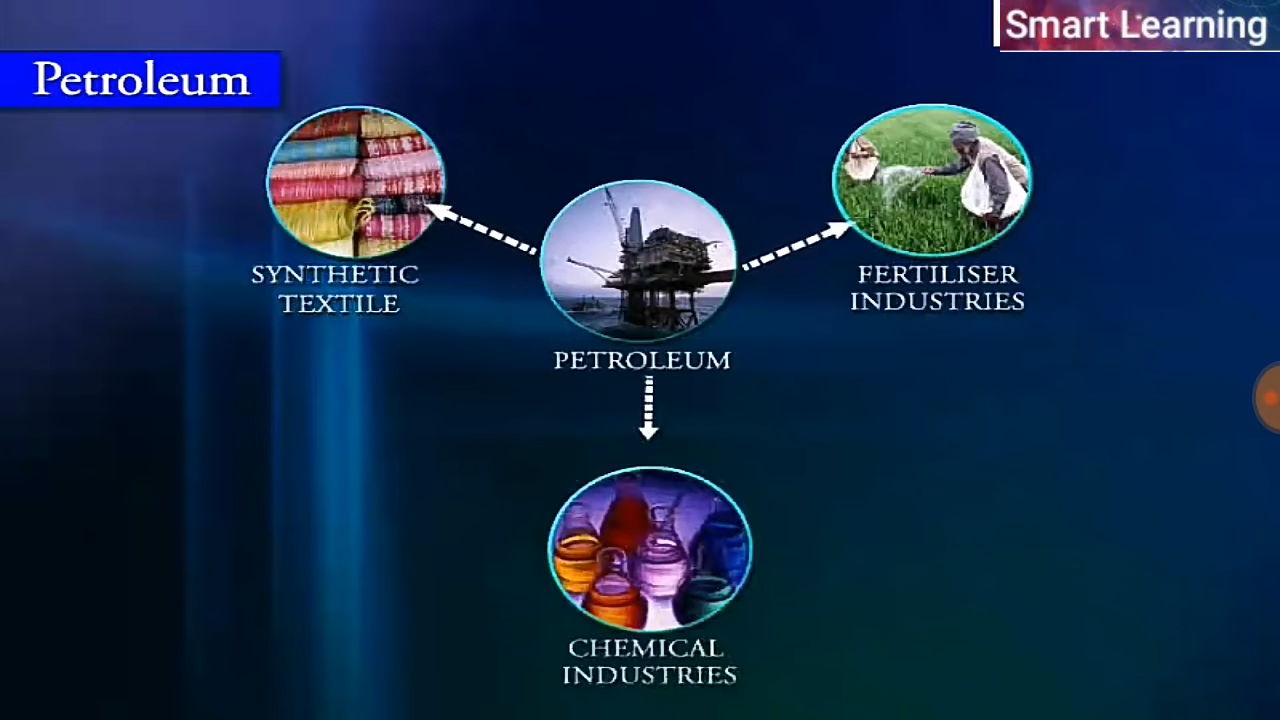 Smart Learning
Petroleum
SYNTHETIC
TEXTILE
PETROLEUM
FERTILISER
INDUSTRIES
CHEMICAL
INDUSTRIES